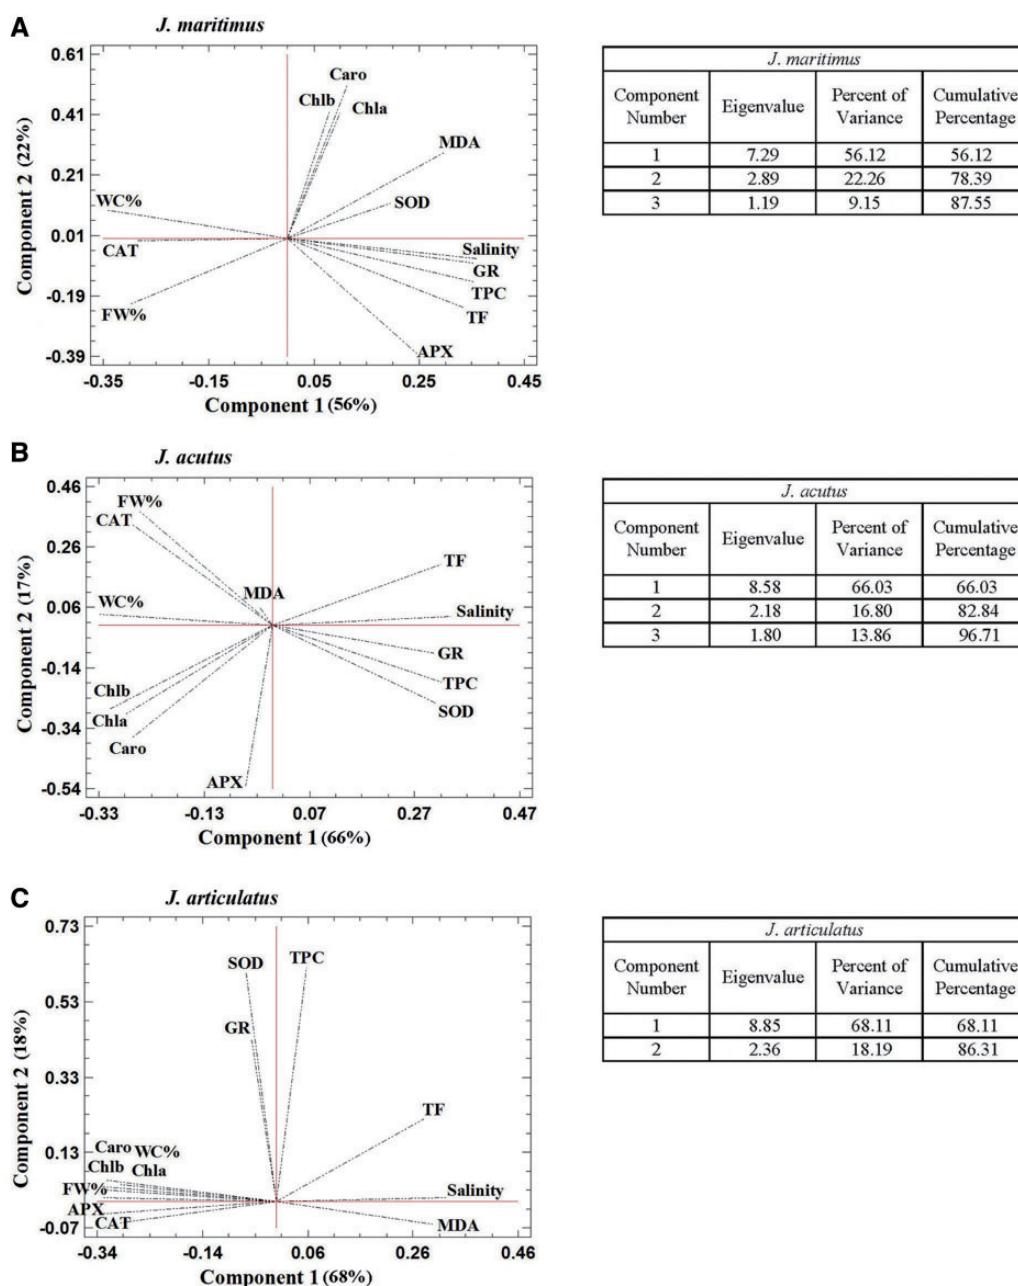 A
J. maritimus
0.61
0.41
0.21
0.01
-0.19
-0.39
Component 2 (22%)
Caro
Chlb
Chla
MDA
WC%
SOD
CAT
Salinity
GR
TPC
FW%
TF
APX
-0.35
-0.15
0.05
0.25
0.45
Component 1 (56%)
J. maritimus
Component Number
Eigenvalue
Percent of Variance
Cumulative Percentage
1 7.29 56.12 56.12
2 2.89 22.26 78.39
3 1.19 9.15 87.55
B
J. acutus
0.46
0.26
0.06
-0.14
-0.34
-0.54
Component 2 (17%)
FW%
CAT
TF
MDA
WC%
Salinity
GR
Chlb
TPC
Chla
SOD
Caro
APX
-0.33
-0.13
0.07
0.27
0.47
Component 1 (66%)
J. acutus
Component Number
Eigenvalue
Percent of Variance
Cumulative Percentage
1 8.58 66.03 66.03
2 2.18 16.80 82.84
3 1.80 13.86 96.71
C
J. articulatus
0.73
0.53
0.33
0.13
-0.07
Component 2 (18%)
SOD
TPC
GR
TF
Caro
WC%
Chlb
Chla
FW%
Salinity
APX
CAT
MDA
-0.34
-0.14
0.06
0.26
0.46
Component 1 (68%)
J. articulatus
Component Number
Eigenvalue
Percent of Variance
Cumulative Percentage
1 8.85 68.11 68.11
2 2.36 18.19 86.31